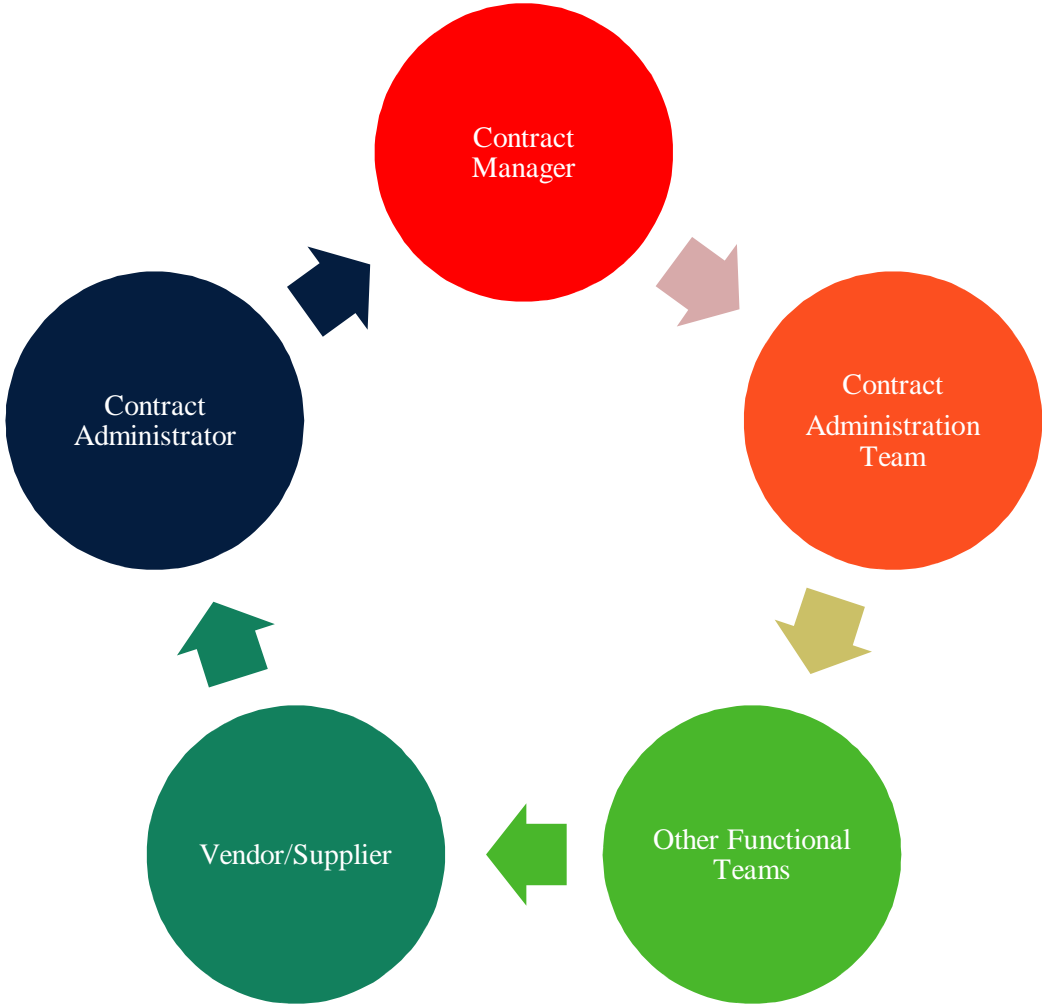 Contract
Manager
Contract
Administration
Team
Other Functional
Teams
Vendor/Supplier
Contract
Administrator